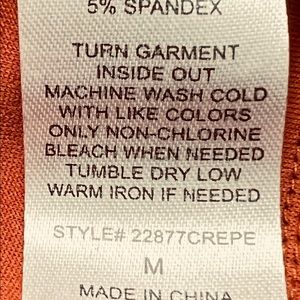 5% SPANDEX
TURN GARMENT
INSIDE OUT
MACHINE WASH COLD
WITH LIKE COLORS
ONLY NON-CHLORINE
BLEACH WHEN NEEDED
TUMBLE DRY LOW
WARM IRON IF NEEDED
STYLE# 22877CREPE
M
MADE IN CHINA